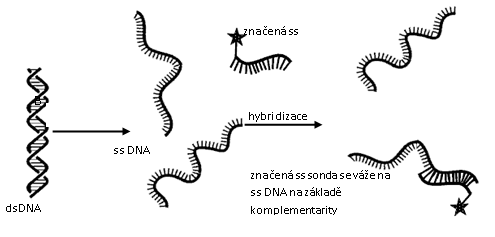 značená ss
hybridizace
ss DNA
značená ss sonda se váže na
ss DNA na základě
komplementarity
dsDNA